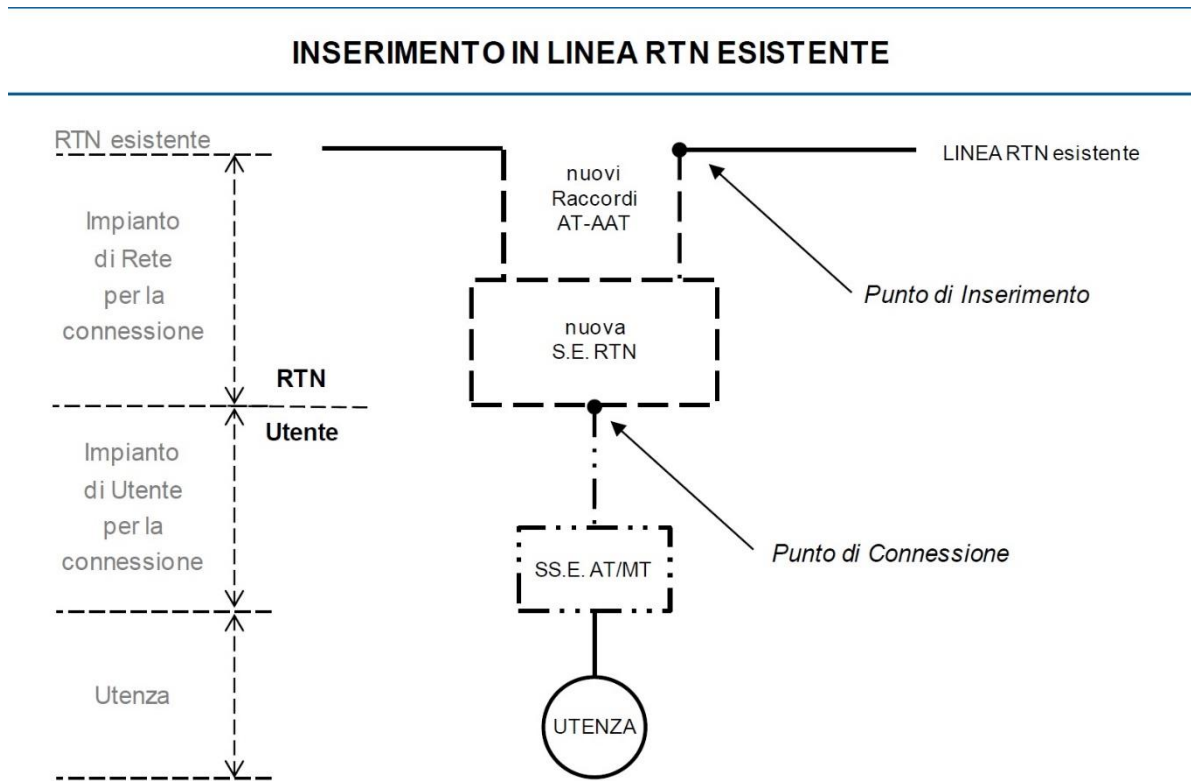 INSERIMENTO IN LINEA RTN ESISTENTE
RTN esistente
LINEA RTN esistente
nuovi
Raccordi
AT-AAT
Impianto
di Rete
per la
connessione
Punto di Inserimento
nuova
S.E. RTN
RTN
Utente
Impianto
di Utente
per la
connessione
Punto di Connessione
SS.E. AT/MT
Utenza
UTENZA